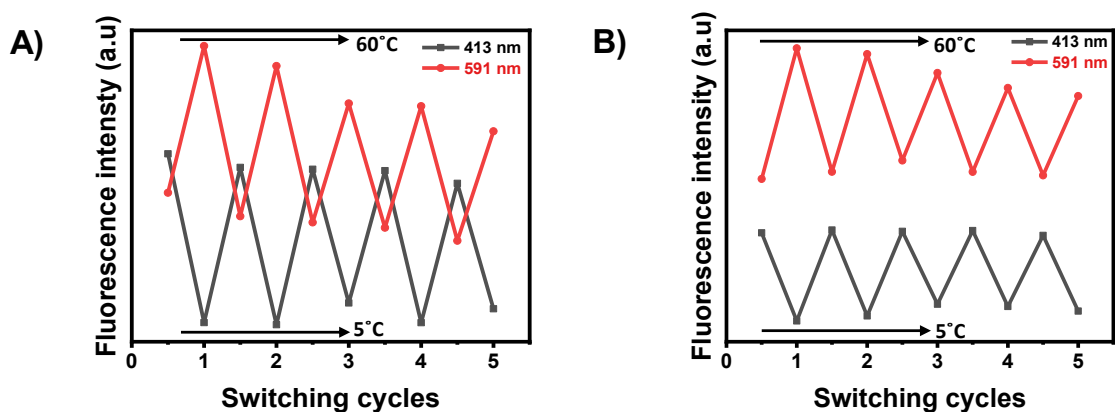 A)
Fluorescence intensty (a.u)
60˚C
413 nm
591 nm
5˚C
0 1 2 3 4 5
Switching cycles
B)
Fluorescence intensity (a.u)
60˚C
413 nm
591 nm
5˚C
0 1 2 3 4 5
Switching cycles